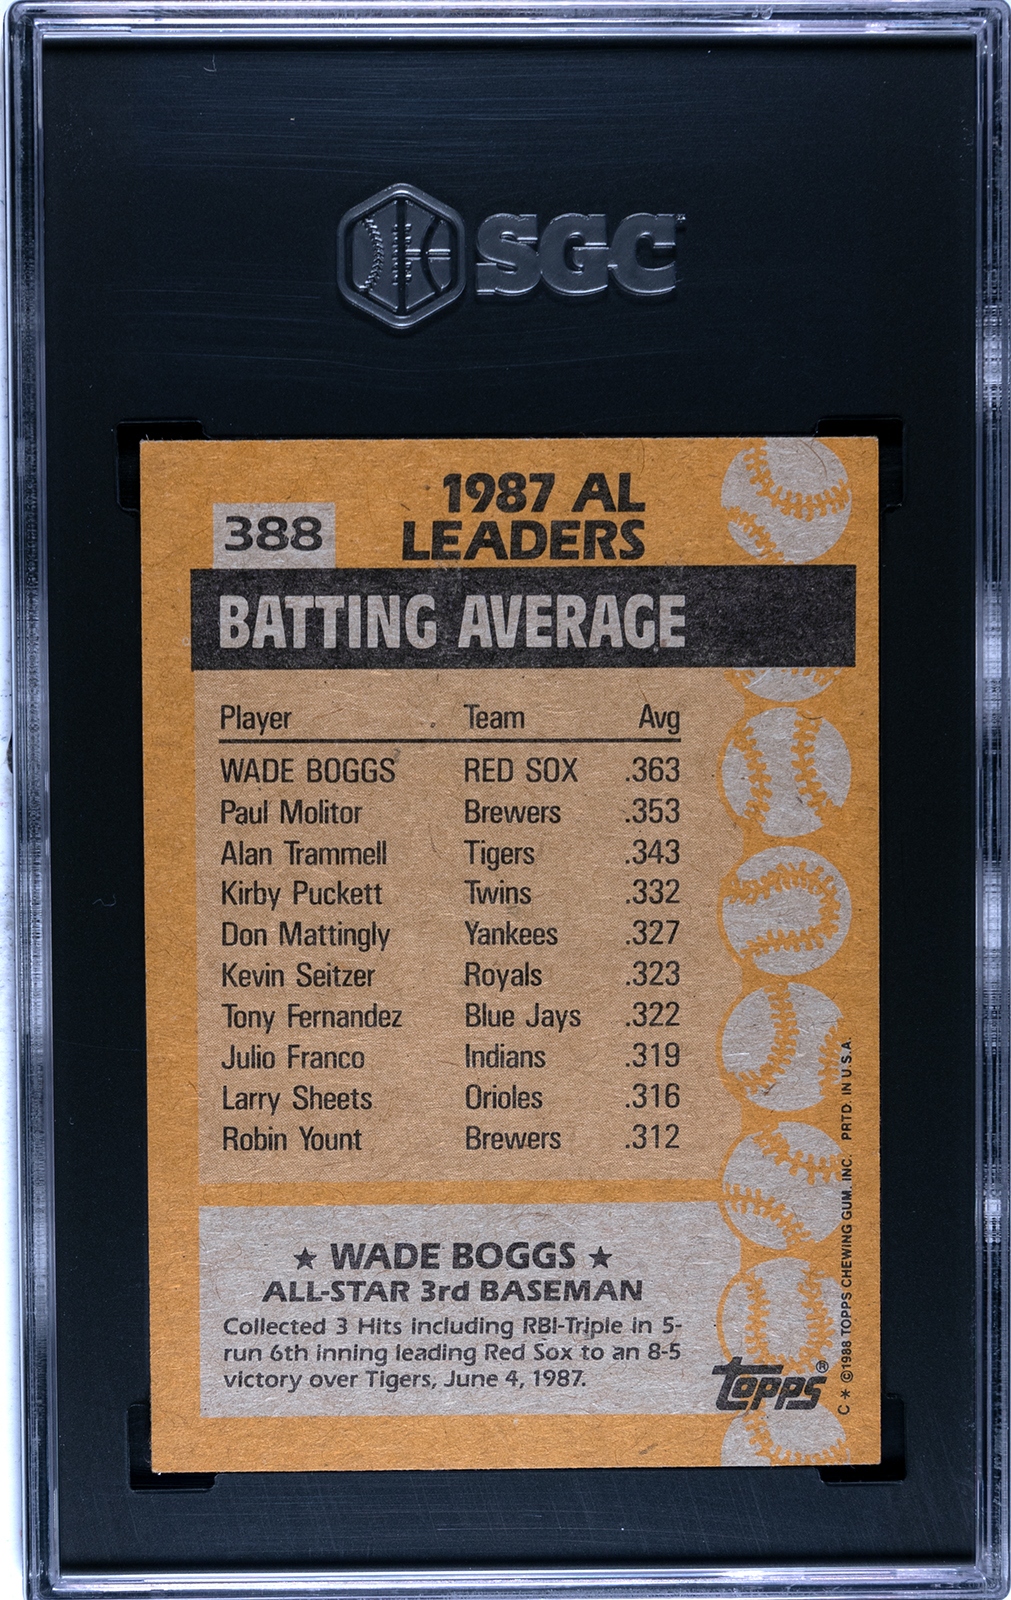 SGC
1987 AL
LEADERS
388
BATTING AVERAGE
Player Team Avg
WADE BOGGS RED SOX .363
Paul Molitor Brewers .353
Alan Trammell Tigers .343
Kirby Puckett Twins .332
Don Mattingly Yankees .327
Kevin Seitzer Royals .323
Tony Fernandez Blue Jays .322
Julio Franco Indians .319
Larry Sheets Orioles .316
Robin Yount Brewers .312
★ WADE BOGGS ★
ALL-STAR 3rd BASEMAN
Collected 3 Hits including RBI-Triple in 5-
run 6th inning leading Red Sox to an 8-5
victory over Tigers, June 4, 1987.
Topps®
C * ©1988 TOPPS CHEWING GUM, INC. PRTD. IN U.S.A.